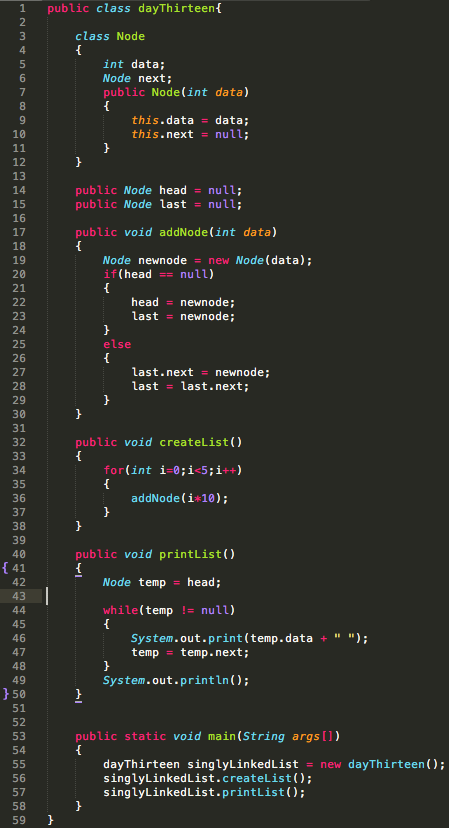 1 public class dayThirteen{
2
3 class Node
4 {
5 int data;
6 Node next;
7 public Node(int data)
8 {
9 this.data = data;
10 this.next = null;
11 }
12 }
13
14 public Node head = null;
15 public Node last = null;
16
17 public void addNode(int data)
18 {
19 Node newnode = new Node(data);
20 if(head == null)
21 {
22 head = newnode;
23 last = newnode;
24 }
25 else
26 {
27 last.next = newnode;
28 last = last.next;
29 }
30 }
31
32 public void createList()
33 {
34 for(int i=0;i<5;i++)
35 {
36 addNode(i*10);
37 }
38 }
39
40 public void printList()
{ 41 {
42 Node temp = head;
43
44 while(temp != null)
45 {
46 System.out.print(temp.data + " ");
47 temp = temp.next;
48 }
49 System.out.println();
} 50 }
51
52
53 public static void main(String args[])
54 {
55 dayThirteen singlyLinkedList = new dayThirteen();
56 singlyLinkedList.createList();
57 singlyLinkedList.printList();
58 }
59 }